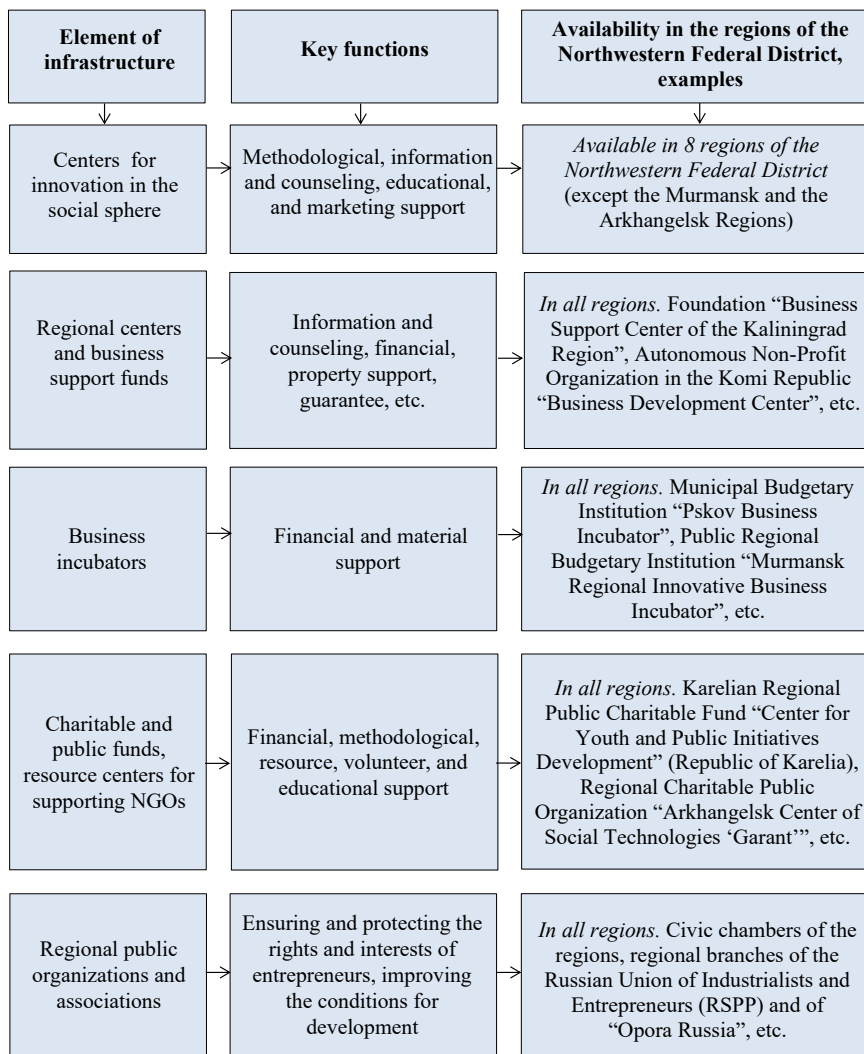 Element of
infrastructure
Key functions
Availability in the regions of the
Northwestern Federal District,
examples
Centers for
innovation in the
social sphere
Methodological, information
and counseling, educational,
and marketing support
Available in 8 regions of the
Northwestern Federal District
(except the Murmansk and the
Arkhangelsk Regions)
Regional centers
and business
support funds
Information and
counseling, financial,
property support,
guarantee, etc.
In all regions. Foundation “Business
Support Center of the Kaliningrad
Region”, Autonomous Non-Profit
Organization in the Komi Republic
“Business Development Center”, etc.
Business
incubators
Financial and material
support
In all regions. Municipal Budgetary
Institution “Pskov Business
Incubator”, Public Regional
Budgetary Institution “Murmansk
Regional Innovative Business
Incubator”, etc.
Charitable and
public funds,
resource centers for
supporting NGOs
Financial, methodological,
resource, volunteer, and
educational support
In all regions. Karelian Regional
Public Charitable Fund “Center for
Youth and Public Initiatives
Development” (Republic of Karelia),
Regional Charitable Public
Organization “Arkhangelsk Center of
Social Technologies ‘Garant’”, etc.
Regional public
organizations and
associations
Ensuring and protecting the
rights and interests of
entrepreneurs, improving
the conditions for
development
In all regions. Civic chambers of the
regions, regional branches of the
Russian Union of Industrialists and
Entrepreneurs (RSPP) and of
“Opora Russia”, etc.